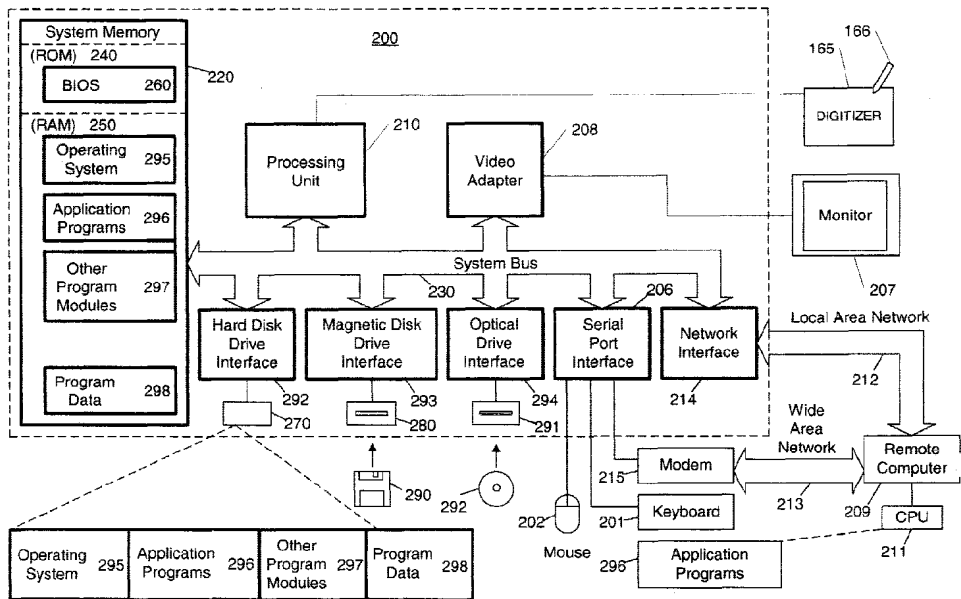 System Memory
(ROM) 240
BIOS 260
220
(RAM) 250
Operating System 295
Application Programs 296
Other Program Modules 297
Program Data 298
200
210
Processing Unit
208
Video Adapter
165
166
DIGITIZER
Monitor
207
System Bus
230
206
Hard Disk Drive Interface
Magnetic Disk Drive Interface
Optical Drive Interface
Serial Port Interface
Network Interface
292
293
294
214
270
280
291
Local Area Network
212
Wide Area Network
213
Remote Computer
209
CPU
211
290
292
202
Mouse
215
Modem
201
Keyboard
296
Application Programs
Operating System 295
Application Programs 296
Other Program Modules 297
Program Data 298